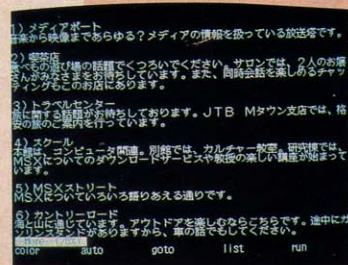 1) メディアポート
音楽から映像まであらゆる?メディアの情報を扱っている放送塔です。
2) 喫茶店
食べもの遊び場の話題でくつろいでください。サロンでは、2人のお嬢
さんがみなさまをお待ちしています。また、同時会話を楽しめるチャッ
ティングもこのお店にあります。
3) トラベルセンター
旅に関する話題がお待ちしております。JTB Mタウン支店では、格
安の旅のご案内を行っています。
4) スクール
本館は、コンピュータ関連。別館では、カルチャー教室。研究棟では、
MSXについてのダウンロードサービスや教授の楽しい講座が始まって
います。
5) MSXストリート
MSXについていろいろ語りあえる通りです。
6) カントリーロード
海と山に通じています。アウトドアを楽しむならこちらです。途中にガ
ソリンスタンドがありますから、車の話でもしてください。
--More--(75%)
color auto goto list run